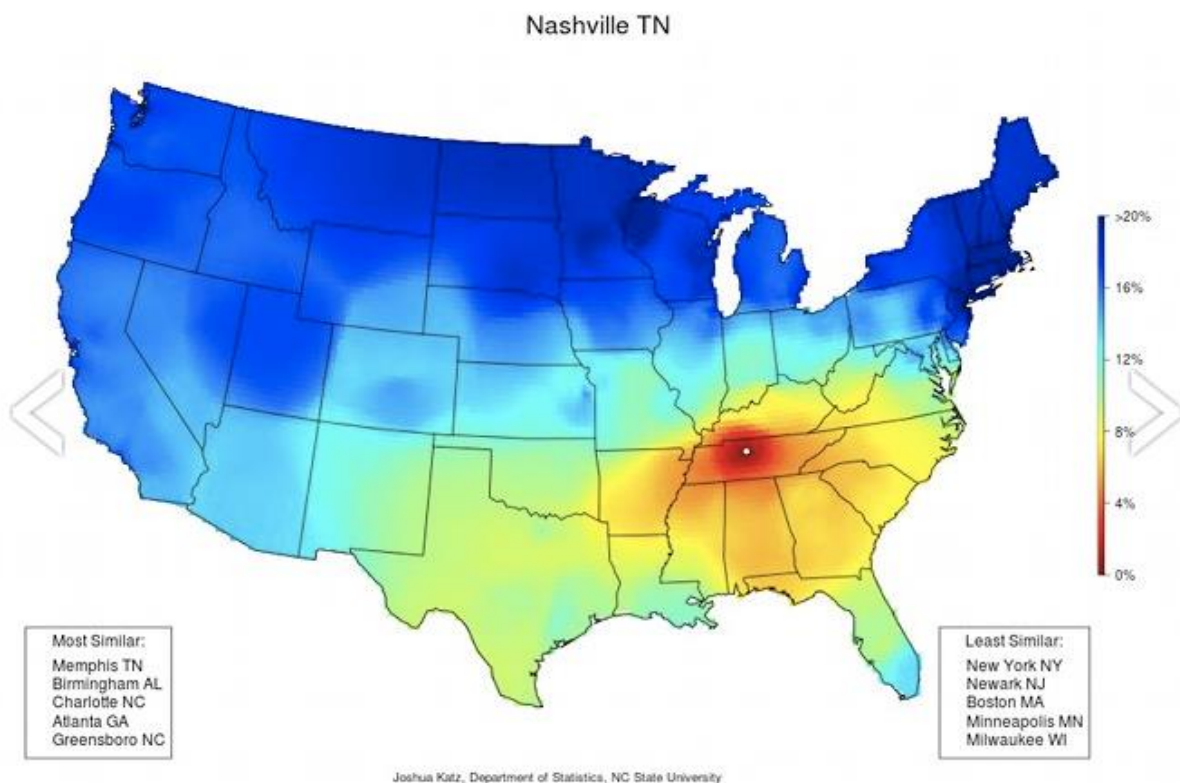 Nashville TN
>20%
16%
12%
8%
4%
0%
Most Similar:
Memphis TN
Birmingham AL
Charlotte NC
Atlanta GA
Greensboro NC
Least Similar:
New York NY
Newark NJ
Boston MA
Minneapolis MN
Milwaukee WI
Joshua Katz, Department of Statistics, NC State University